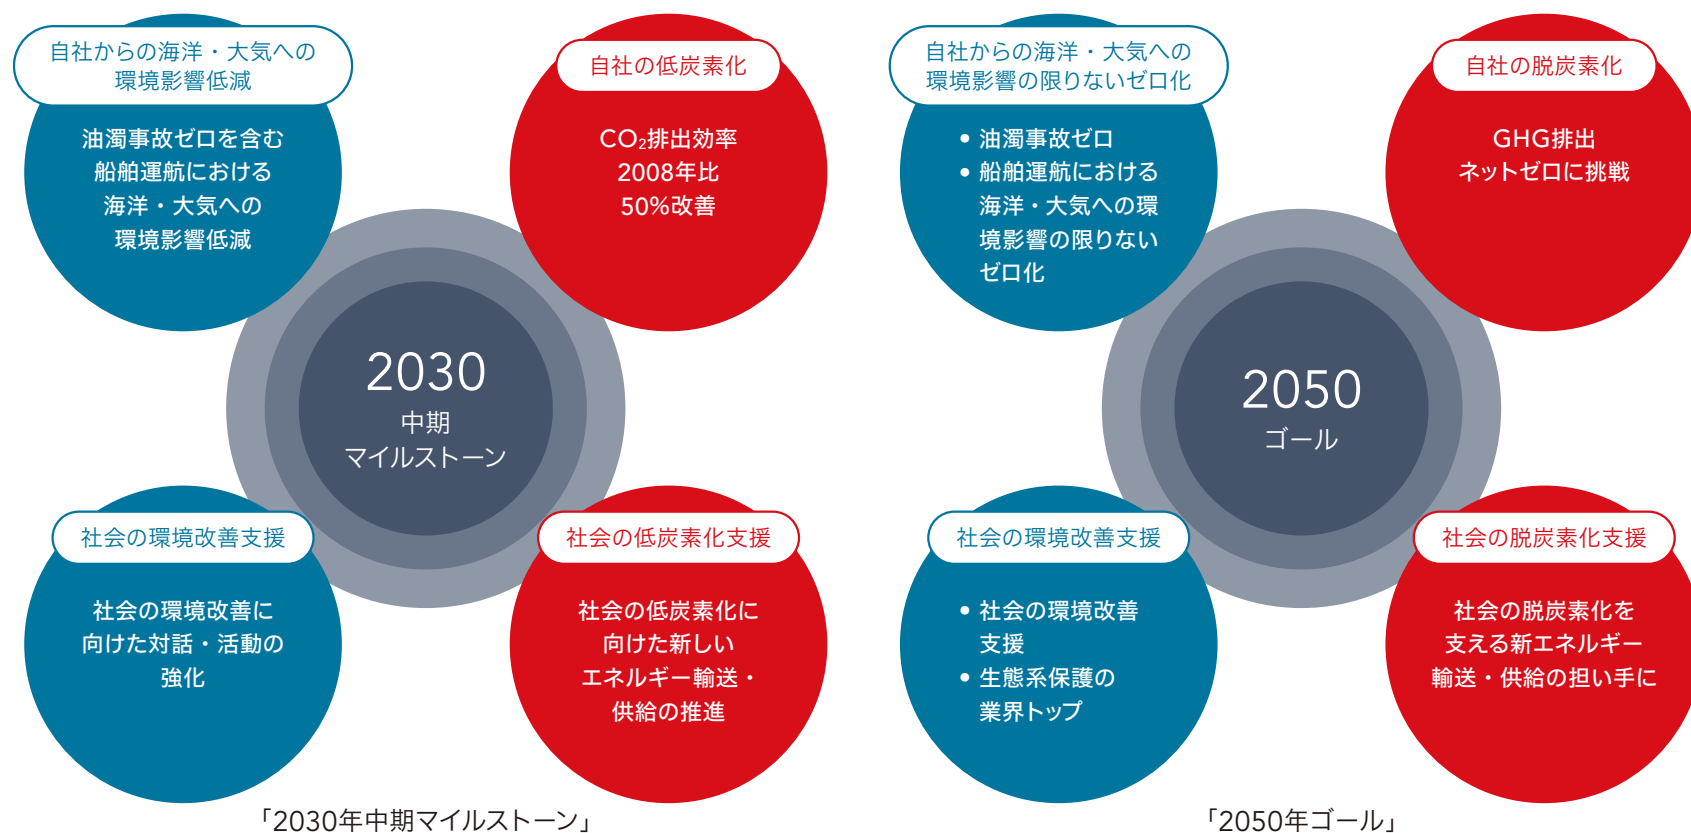 自社からの海洋・大気への
環境影響低減
油濁事故ゼロを含む
船舶運航における
海洋・大気への
環境影響低減
自社の低炭素化
CO₂排出効率
2008年比
50%改善
2030
中期
マイルストーン
社会の環境改善支援
社会の環境改善に
向けた対話・活動の
強化
社会の低炭素化支援
社会の低炭素化に
向けた新しい
エネルギー輸送・
供給の推進
「2030年中期マイルストーン」
自社からの海洋・大気への
環境影響の限りないゼロ化
• 油濁事故ゼロ
• 船舶運航における
海洋・大気への環
境影響の限りない
ゼロ化
自社の脱炭素化
GHG排出
ネットゼロに挑戦
2050
ゴール
社会の環境改善支援
• 社会の環境改善
支援
• 生態系保護の
業界トップ
社会の脱炭素化支援
社会の脱炭素化を
支える新エネルギー
輸送・供給の担い手に
「2050年ゴール」